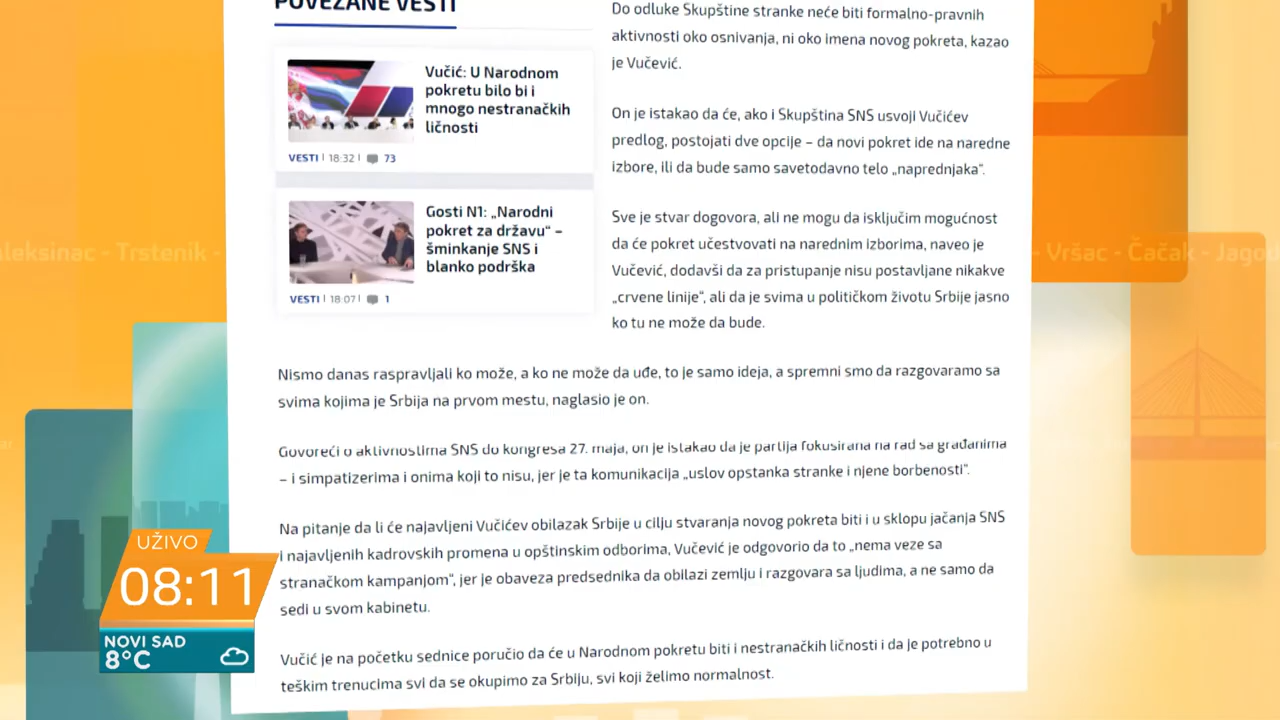 POVEZANE VESTI
Vučić: U Narodnom
pokretu bilo bi i
mnogo nestranačkih
ličnosti
VESTI | 18:32 | 73
Gosti N1: „Narodni
pokret za državu“ –
šminkanje SNS i
blanko podrška
VESTI | 18:07 | 1
Do odluke Skupštine stranke neće biti formalno-pravnih
aktivnosti oko osnivanja, ni oko imena novog pokreta, kazao
je Vučević.
On je istakao da će, ako i Skupština SNS usvoji Vučićev
predlog, postojati dve opcije – da novi pokret ide na naredne
izbore, ili da bude samo savetodavno telo „naprednjaka“.
Sve je stvar dogovora, ali ne mogu da isključim mogućnost
da će pokret učestvovati na narednim izborima, naveo je
Vučević, dodavši da za pristupanje nisu postavljane nikakve
„crvene linije“, ali da je svima u političkom životu Srbije jasno
ko tu ne može da bude.
Nismo danas raspravljali ko može, a ko ne može da uđe, to je samo ideja, a spremni smo da razgovaramo sa
svima kojima je Srbija na prvom mestu, naglasio je on.
Govoreći o aktivnostima SNS do kongresa 27. maja, on je istakao da je partija fokusirana na rad sa građanima
– i simpatizerima i onima koji to nisu, jer je ta komunikacija „uslov opstanka stranke i njene borbenosti“.
Na pitanje da li će najavljeni Vučićev obilazak Srbije u cilju stvaranja novog pokreta biti i u sklopu jačanja SNS
i najavljenih kadrovskih promena u opštinskim odborima, Vučević je odgovorio da to „nema veze sa
stranačkom kampanjom“, jer je obaveza predsednika da obilazi zemlju i razgovara sa ljudima, a ne samo da
sedi u svom kabinetu.
Vučić je na početku sednice poručio da će u Narodnom pokretu biti i nestranačkih ličnosti i da je potrebno u
teškim trenucima svi da se okupimo za Srbiju, svi koji želimo normalnost.
aleksinac - Trstenik -
- Vršac - Čačak - Jagod
UŽIVO
08:11
NOVI SAD
8°C